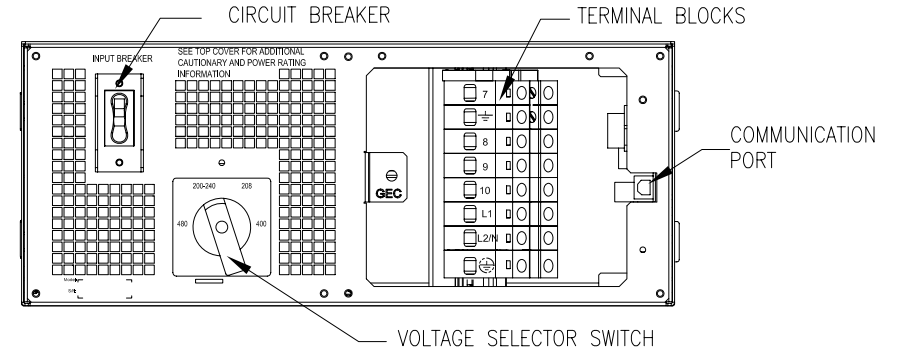 CIRCUIT BREAKER
TERMINAL BLOCKS
INPUT BREAKER
SEE TOP COVER FOR ADDITIONAL
CAUTIONARY AND POWER RATING
INFORMATION
7
8
9
10
L1
L2/N
GEC
COMMUNICATION
PORT
200-240
208
480
400
VOLTAGE SELECTOR SWITCH